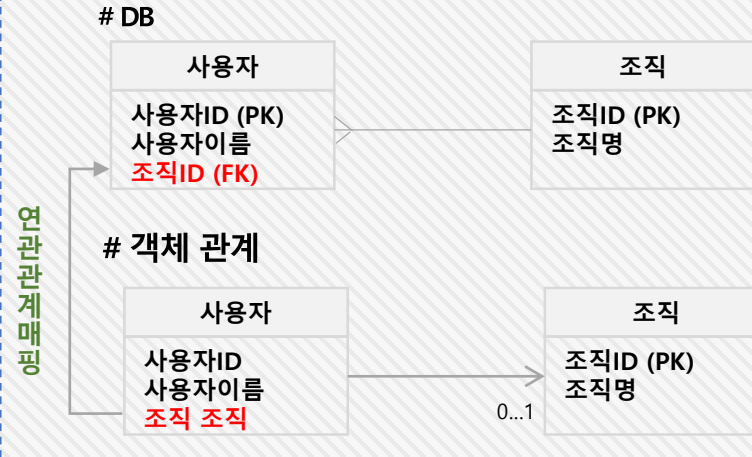 # DB
사용자
사용자ID (PK)
사용자이름
조직ID (FK)
조직
조직ID (PK)
조직명
연관관계매핑
# 객체 관계
사용자
사용자ID
사용자이름
조직 조직
0...1
조직
조직ID (PK)
조직명